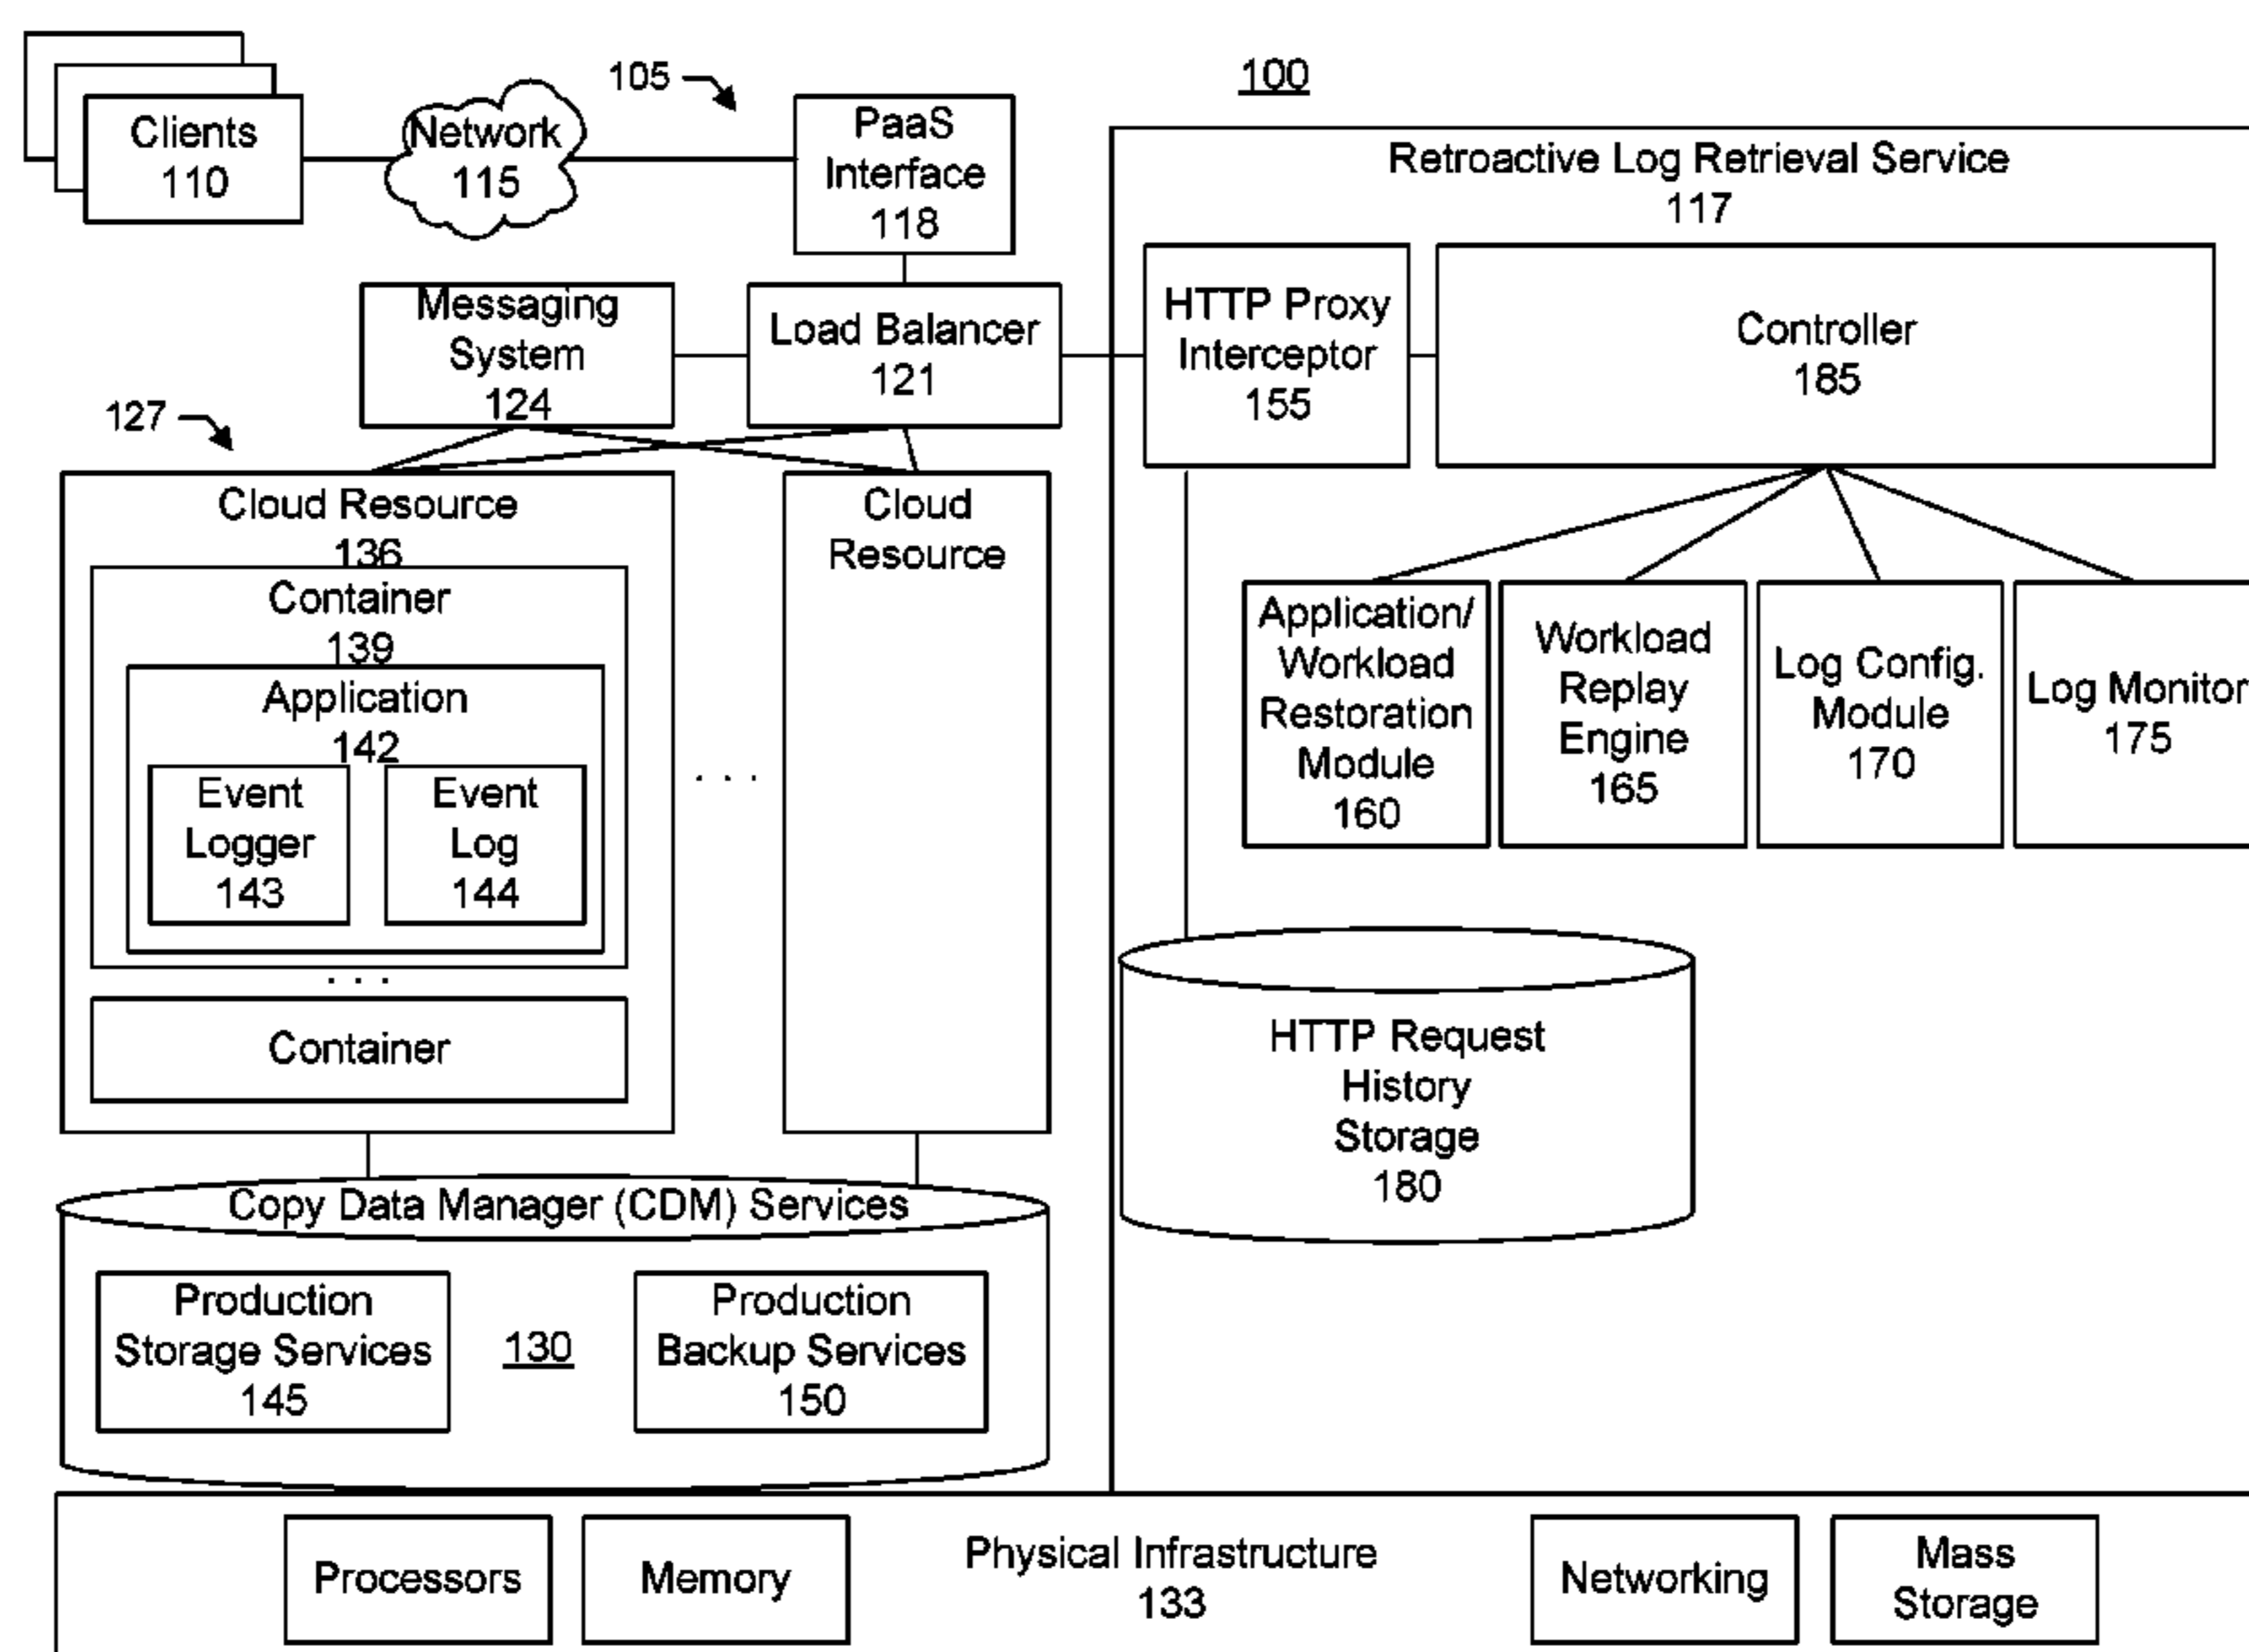 100
105
Clients
110
Network
115
PaaS
Interface
118
Retroactive Log Retrieval Service
117
Messaging
System
124
Load Balancer
121
HTTP Proxy
Interceptor
155
Controller
185
127
Cloud Resource
136
Container
139
Application
142
Event
Logger
143
Event
Log
144
. . .
Container
. . .
Cloud
Resource
Application/
Workload
Restoration
Module
160
Workload
Replay
Engine
165
Log Config.
Module
170
Log Monitor
175
HTTP Request
History
Storage
180
Copy Data Manager (CDM) Services
Production
Storage Services
145
130
Production
Backup Services
150
Processors
Memory
Physical Infrastructure
133
Networking
Mass
Storage